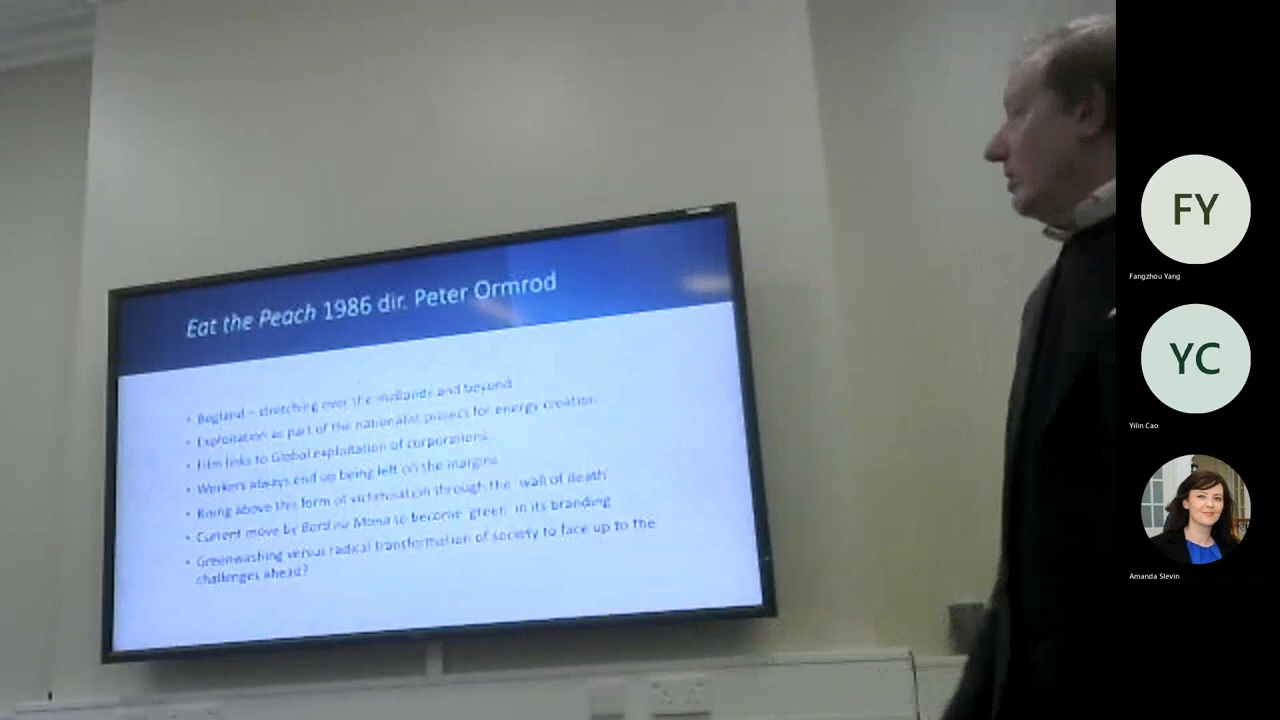 Eat the Peach 1986 dir. Peter Ormrod
• Bogland – stretching over the midlands and beyond
• Exploitation as part of the nationalist project for energy creation.
• Film links to Global exploitation of corporations
• Workers always end up being left on the margins
• Rising above this form of victimisation through the 'wall of death'
• Current move by Bord na Mona to become 'green' in its branding
• Greenwashing versus radical transformation of society to face up to the
challenges ahead?
FY
Fangzhou Yang
YC
Yilin Cao
Amanda Slevin